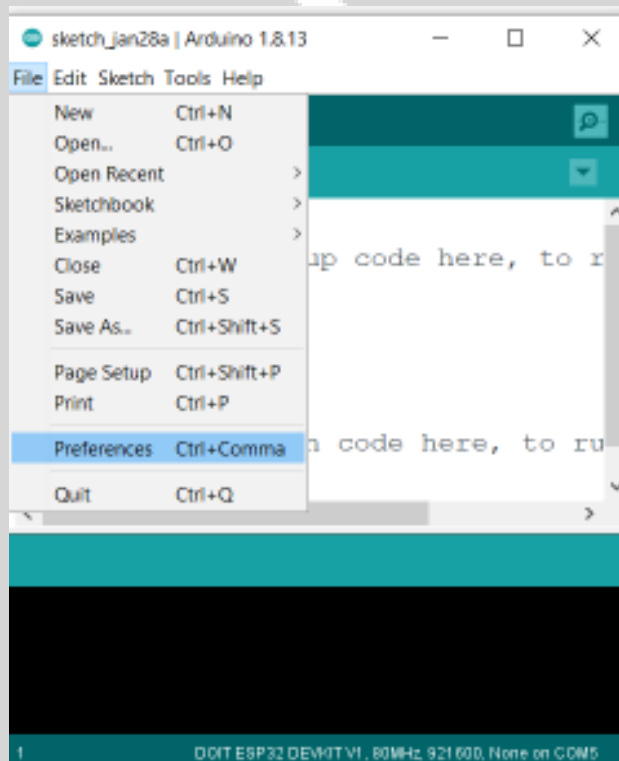 sketch_jan28a | Arduino 1.8.13
File Edit Sketch Tools Help
New Ctrl+N
Open... Ctrl+O
Open Recent
Sketchbook
Examples
Close Ctrl+W
Save Ctrl+S
Save As... Ctrl+Shift+S
Page Setup Ctrl+Shift+P
Print Ctrl+P
Preferences Ctrl+Comma
Quit Ctrl+Q
up code here, to r
n code here, to ru
1 DOIT ESP32 DEVKIT V1, 80MHz, 921600, None on COM5